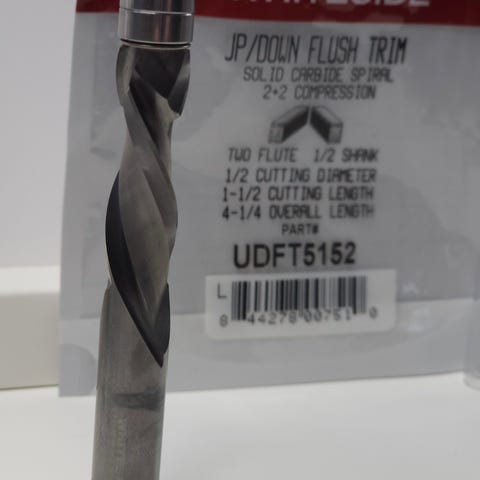 JP/DOWN FLUSH TRIM
SOLID CARBIDE SPIRAL
2+2 COMPRESSION
TWO FLUTE 1/2 SHANK
1/2 CUTTING DIAMETER
1-1/2 CUTTING LENGTH
4-1/4 OVERALL LENGTH
PART#
UDFT5152
L
8 44278 00751 0